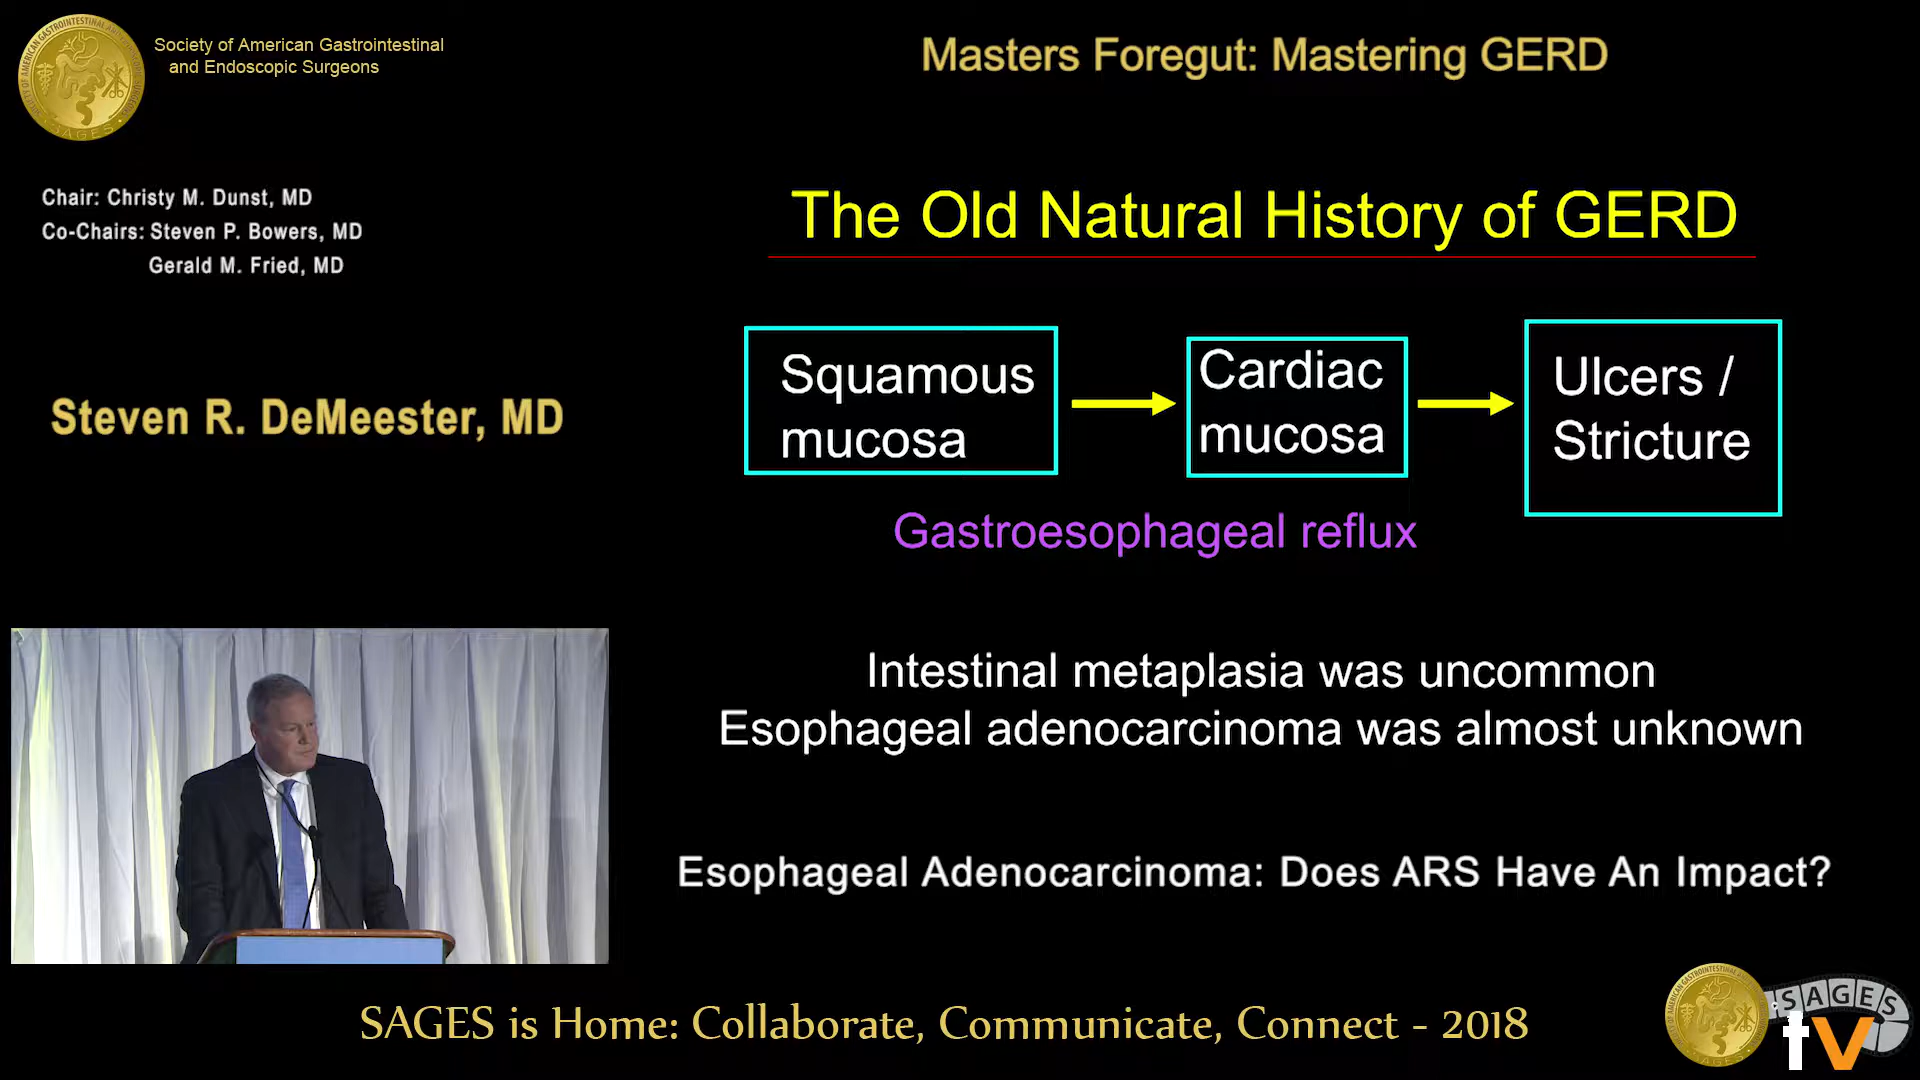 Society of American Gastrointestinal
and Endoscopic Surgeons
Masters Foregut: Mastering GERD
Chair: Christy M. Dunst, MD
Co-Chairs: Steven P. Bowers, MD
Gerald M. Fried, MD
Steven R. DeMeester, MD
The Old Natural History of GERD
Squamous
mucosa
Cardiac
mucosa
Ulcers /
Stricture
Gastroesophageal reflux
Intestinal metaplasia was uncommon
Esophageal adenocarcinoma was almost unknown
Esophageal Adenocarcinoma: Does ARS Have An Impact?
SAGES is Home: Collaborate, Communicate, Connect - 2018
SAGES
tv